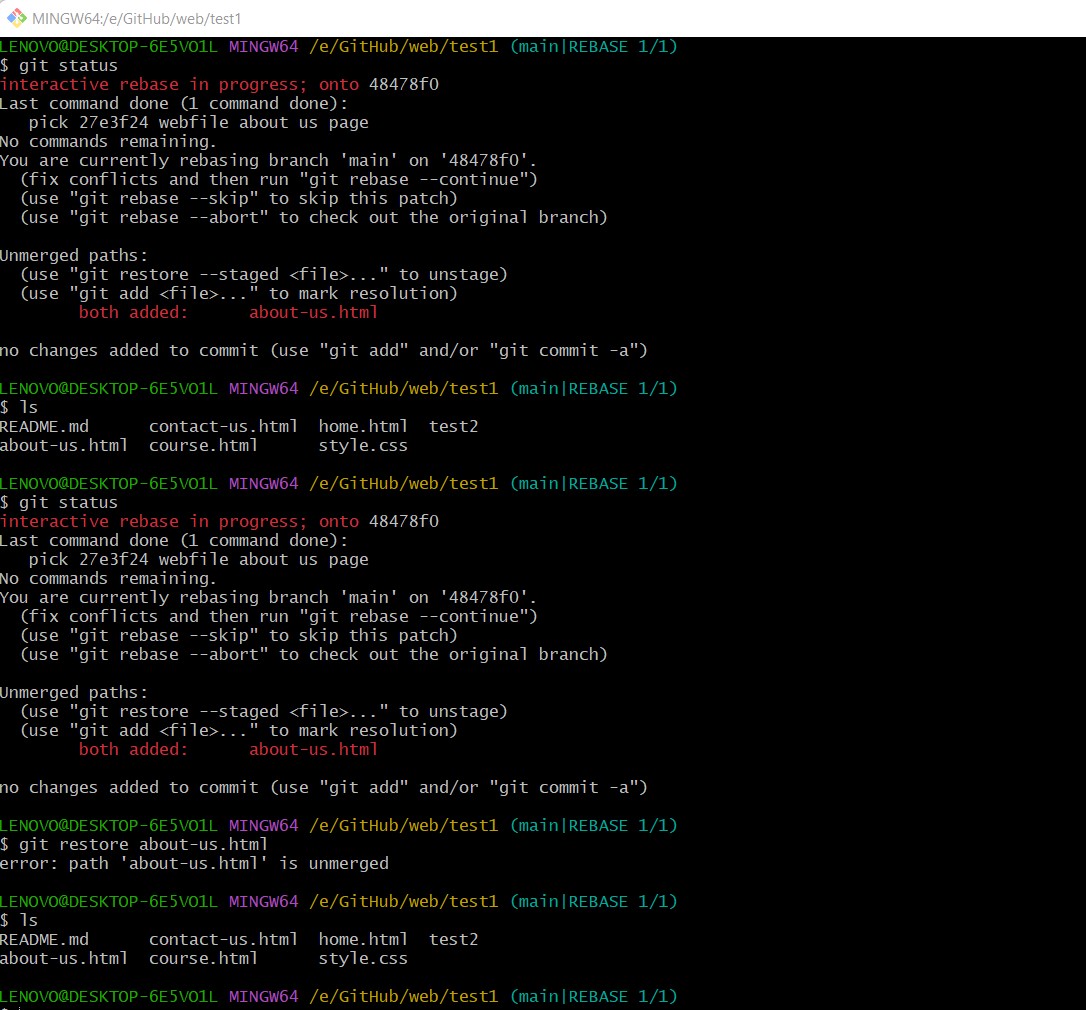 MINGW64:/e/GitHub/web/test1
LENOVO@DESKTOP-6E5VO1L MINGW64 /e/GitHub/web/test1 (main|REBASE 1/1)
$ git status
interactive rebase in progress; onto 48478f0
Last command done (1 command done):
   pick 27e3f24 webfile about us page
No commands remaining.
You are currently rebasing branch 'main' on '48478f0'.
  (fix conflicts and then run "git rebase --continue")
  (use "git rebase --skip" to skip this patch)
  (use "git rebase --abort" to check out the original branch)

Unmerged paths:
  (use "git restore --staged <file>..." to unstage)
  (use "git add <file>..." to mark resolution)
        both added:      about-us.html

no changes added to commit (use "git add" and/or "git commit -a")

LENOVO@DESKTOP-6E5VO1L MINGW64 /e/GitHub/web/test1 (main|REBASE 1/1)
$ ls
README.md      contact-us.html  home.html  test2
about-us.html  course.html      style.css

LENOVO@DESKTOP-6E5VO1L MINGW64 /e/GitHub/web/test1 (main|REBASE 1/1)
$ git status
interactive rebase in progress; onto 48478f0
Last command done (1 command done):
   pick 27e3f24 webfile about us page
No commands remaining.
You are currently rebasing branch 'main' on '48478f0'.
  (fix conflicts and then run "git rebase --continue")
  (use "git rebase --skip" to skip this patch)
  (use "git rebase --abort" to check out the original branch)

Unmerged paths:
  (use "git restore --staged <file>..." to unstage)
  (use "git add <file>..." to mark resolution)
        both added:      about-us.html

no changes added to commit (use "git add" and/or "git commit -a")

LENOVO@DESKTOP-6E5VO1L MINGW64 /e/GitHub/web/test1 (main|REBASE 1/1)
$ git restore about-us.html
error: path 'about-us.html' is unmerged

LENOVO@DESKTOP-6E5VO1L MINGW64 /e/GitHub/web/test1 (main|REBASE 1/1)
$ ls
README.md      contact-us.html  home.html  test2
about-us.html  course.html      style.css

LENOVO@DESKTOP-6E5VO1L MINGW64 /e/GitHub/web/test1 (main|REBASE 1/1)